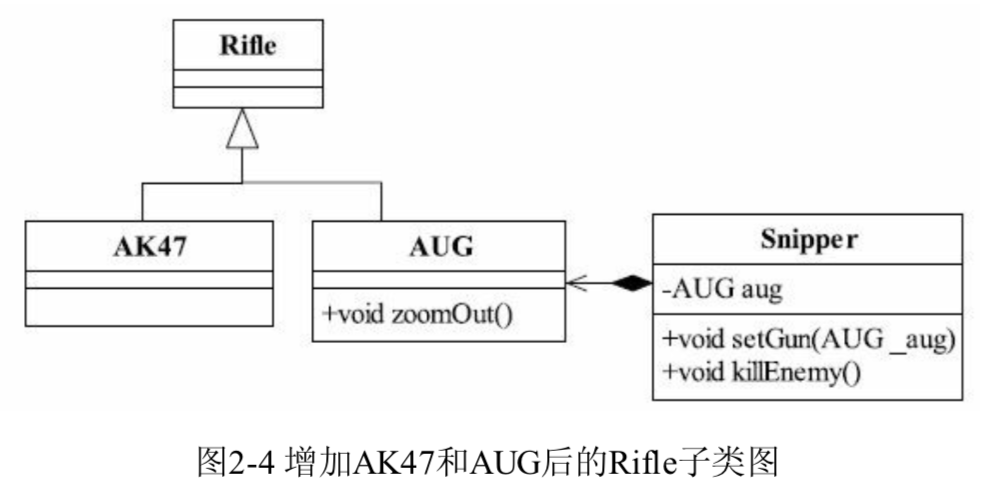 Rifle
AK47
AUG
+void zoomOut()
Snipper
-AUG aug
+void setGun(AUG _aug)
+void killEnemy()
图2-4 增加AK47和AUG后的Rifle子类图